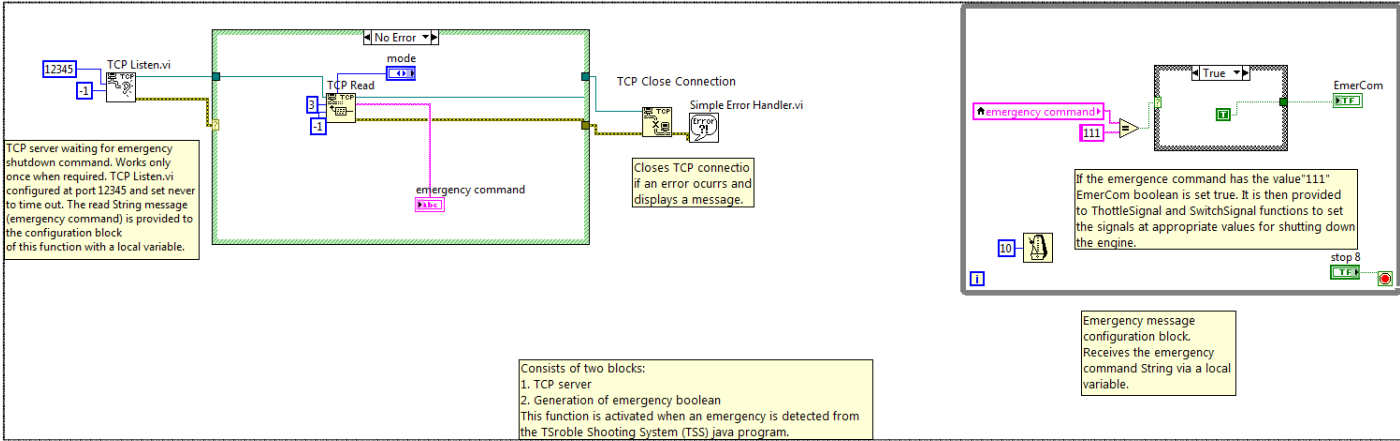 No Error
mode
12345
TCP Listen.vi
TCP
-1
TCP Read
TCP
3
-1
TCP Close Connection
TCP
Simple Error Handler.vi
Error
?!
TCP server waiting for emergency
shutdown command. Works only
once when required. TCP Listen.vi
configured at port 12345 and set never
to time out. The read String message
(emergency command) is provided to
the configuration block
of this function with a local variable.
emergency command
abc
Closes TCP connectio
if an error ocurrs and
displays a message.
True
EmerCom
TF
emergency command
111
=
?
T
If the emergence command has the value"111"
EmerCom boolean is set true. It is then provided
to ThottleSignal and SwitchSignal functions to set
the signals at appropriate values for shutting down
the engine.
10
stop 8
TF
i
Emergency message
configuration block.
Receives the emergency
command String via a local
variable.
Consists of two blocks:
1. TCP server
2. Generation of emergency boolean
This function is activated when an emergency is detected from
the TSroble Shooting System (TSS) java program.